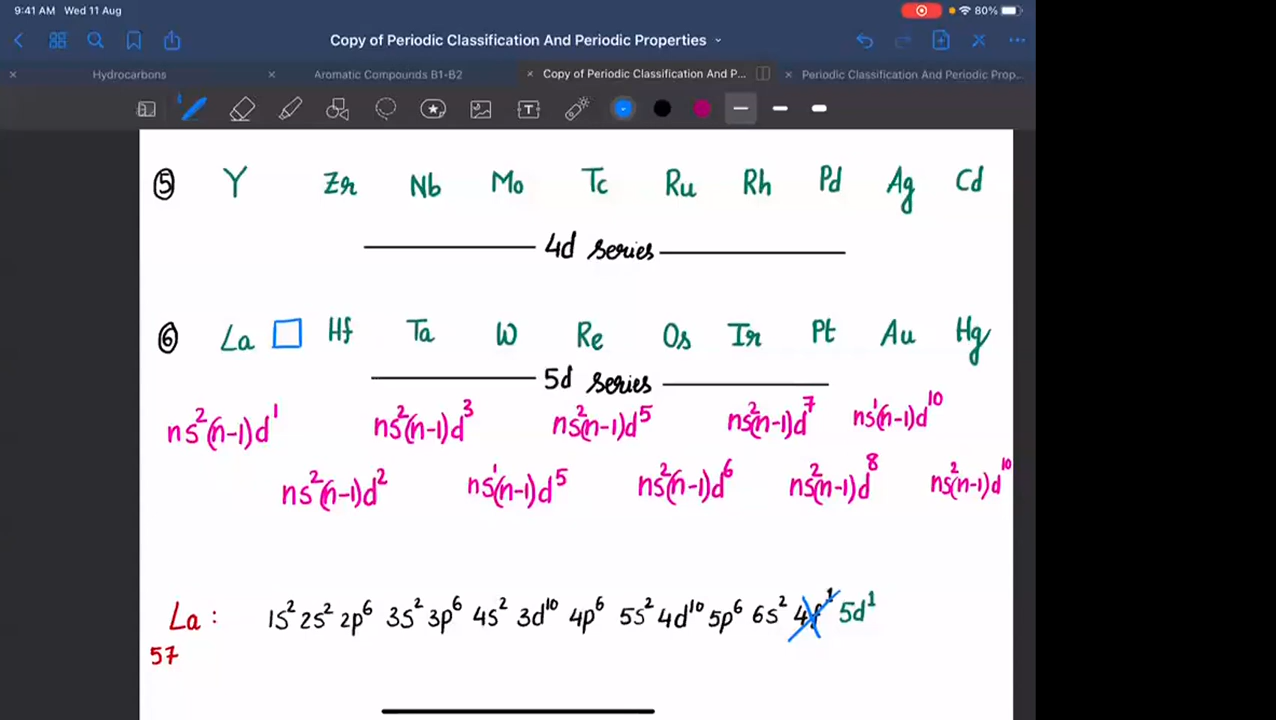 9:41 AM Wed 11 Aug 80%
Copy of Periodic Classification And Periodic Properties
Hydrocarbons Aromatic Compounds B1-B2 Copy of Periodic Classification And P... Periodic Classification And Periodic Prop...
⑤ Y Zr Nb Mo Tc Ru Rh Pd Ag Cd
4d series
⑥ La Hf Ta W Re Os Ir Pt Au Hg
5d series
ns²(n-1)d¹ ns²(n-1)d³ ns²(n-1)d⁵ ns²(n-1)d⁷ ns¹(n-1)d¹⁰
ns²(n-1)d² ns¹(n-1)d⁵ ns²(n-1)d⁶ ns²(n-1)d⁸ ns²(n-1)d¹⁰
La : 1s² 2s² 2p⁶ 3s² 3p⁶ 4s² 3d¹⁰ 4p⁶ 5s² 4d¹⁰ 5p⁶ 6s² 4f¹ 5d¹
57